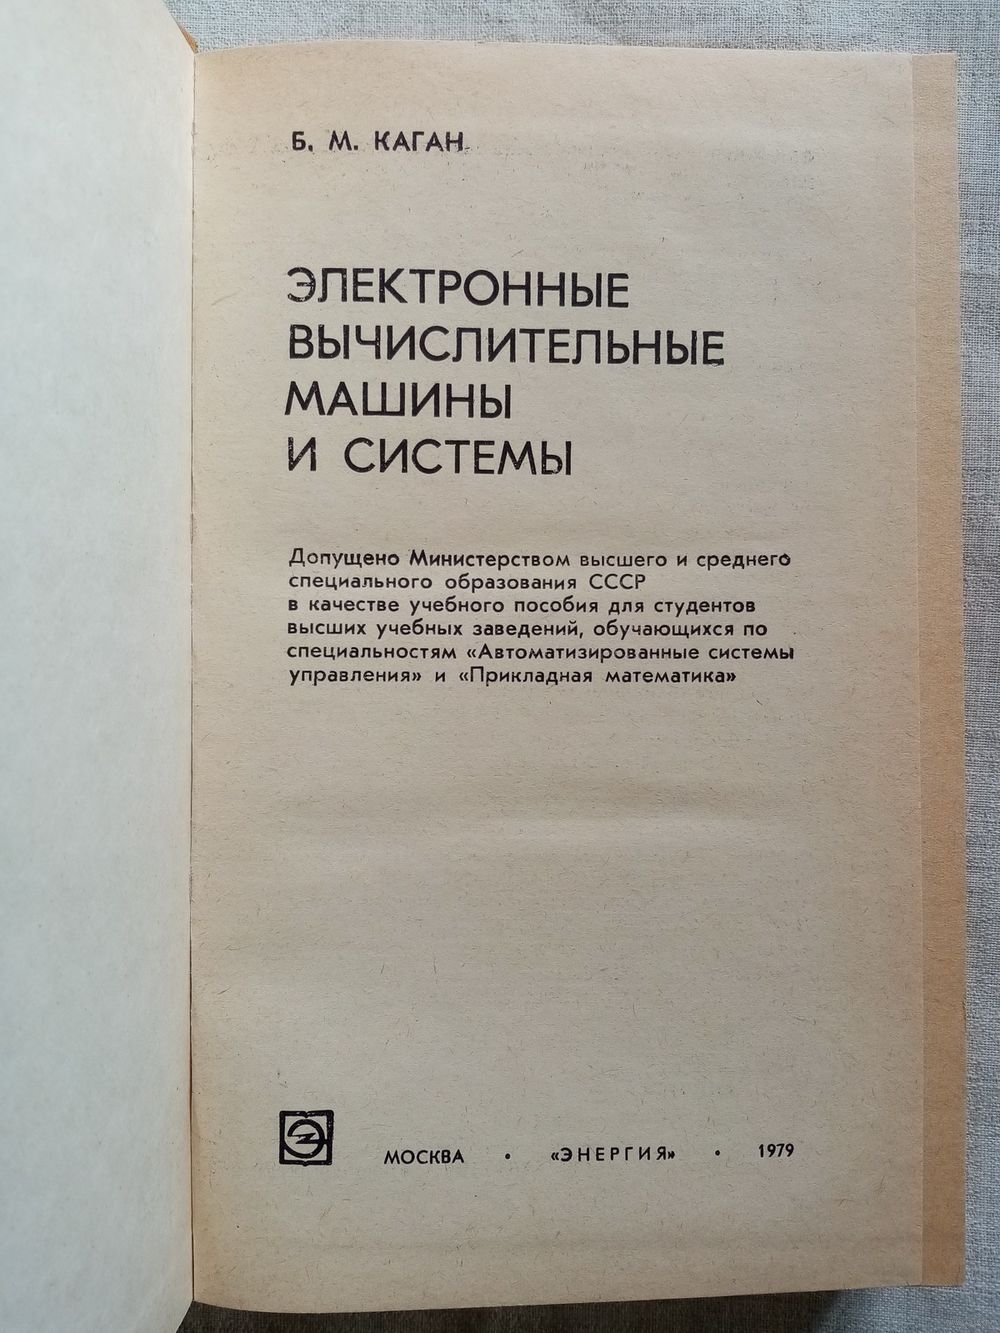 Б. М. КАГАН
ЭЛЕКТРОННЫЕ
ВЫЧИСЛИТЕЛЬНЫЕ
МАШИНЫ
И СИСТЕМЫ
Допущено Министерством высшего и среднего
специального образования СССР
в качестве учебного пособия для студентов
высших учебных заведений, обучающихся по
специальностям «Автоматизированные системы
управления» и «Прикладная математика»
МОСКВА • «ЭНЕРГИЯ» • 1979